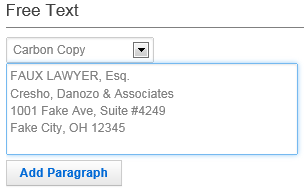 Free Text
Carbon Copy
FAUX LAWYER, Esq.
Cresho, Danozo & Associates
1001 Fake Ave, Suite #4249
Fake City, OH 12345
Add Paragraph